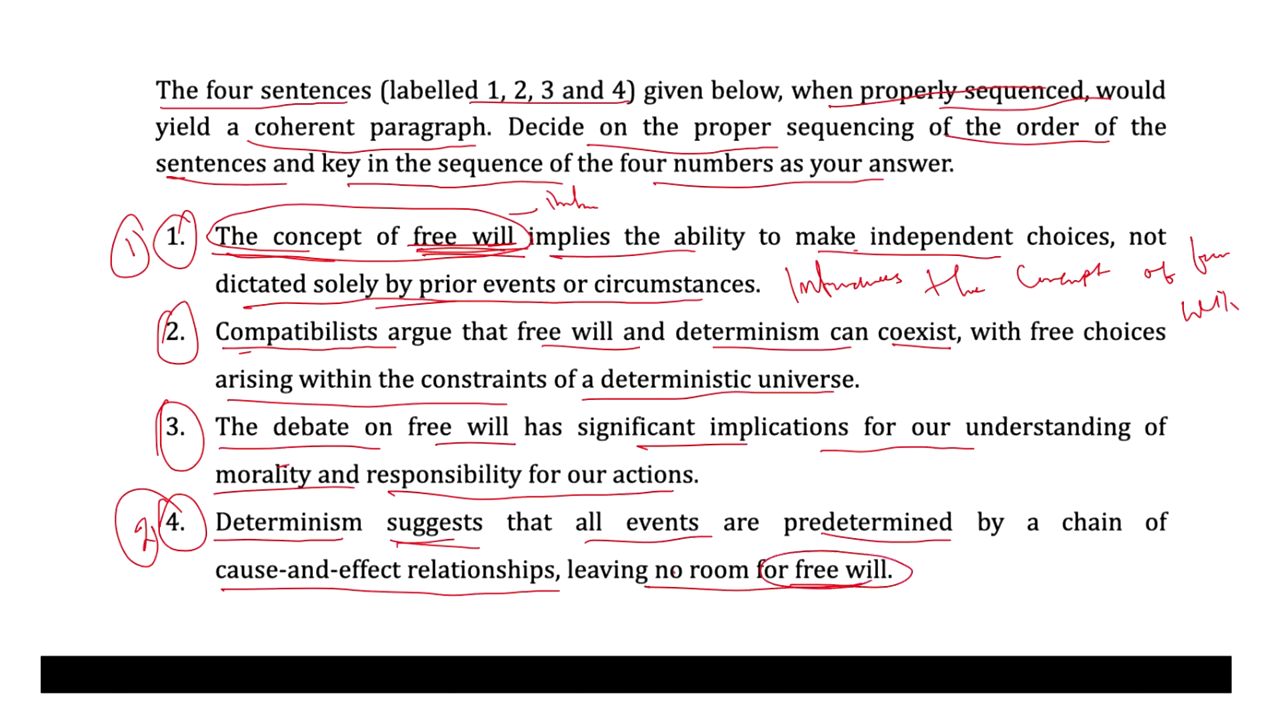 The four sentences (labelled 1, 2, 3 and 4) given below, when properly sequenced, would
yield a coherent paragraph. Decide on the proper sequencing of the order of the
sentences and key in the sequence of the four numbers as your answer.
1) 1. The concept of free will implies the ability to make independent choices, not
dictated solely by prior events or circumstances. Introduces the Concept of free
will
2. Compatibilists argue that free will and determinism can coexist, with free choices
arising within the constraints of a deterministic universe.
3. The debate on free will has significant implications for our understanding of
morality and responsibility for our actions.
2) 4. Determinism suggests that all events are predetermined by a chain of
cause-and-effect relationships, leaving no room for free will.